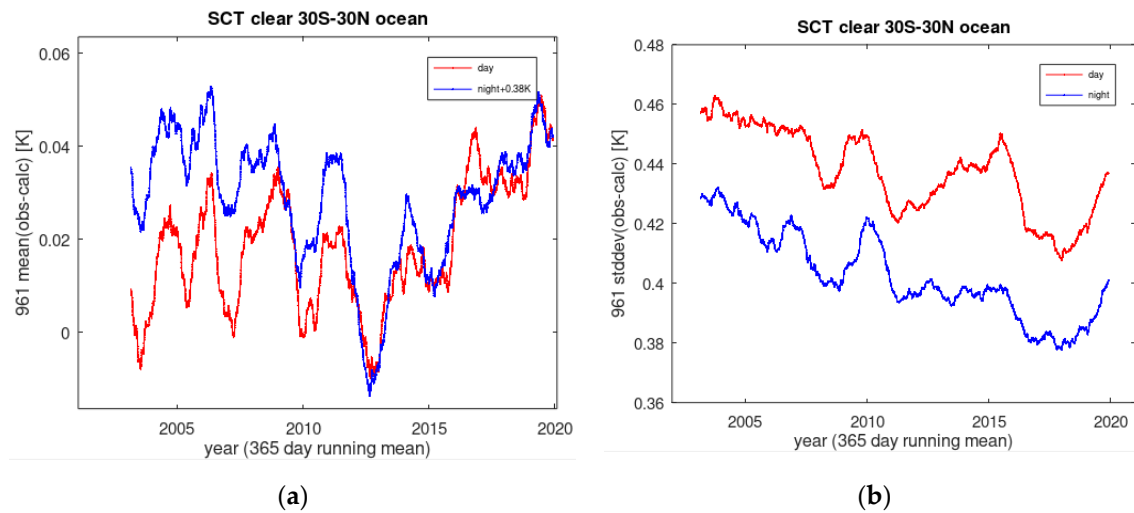 SCT clear 30S-30N ocean
961 mean(obs-calc) [K]
0.06
0.04
0.02
0
day
night+0.38K
2005
2010
2015
2020
year (365 day running mean)
(a)
SCT clear 30S-30N ocean
961 stddev(obs-calc) [K]
0.48
0.46
0.44
0.42
0.4
0.38
0.36
day
night
2005
2010
2015
2020
year (365 day running mean)
(b)